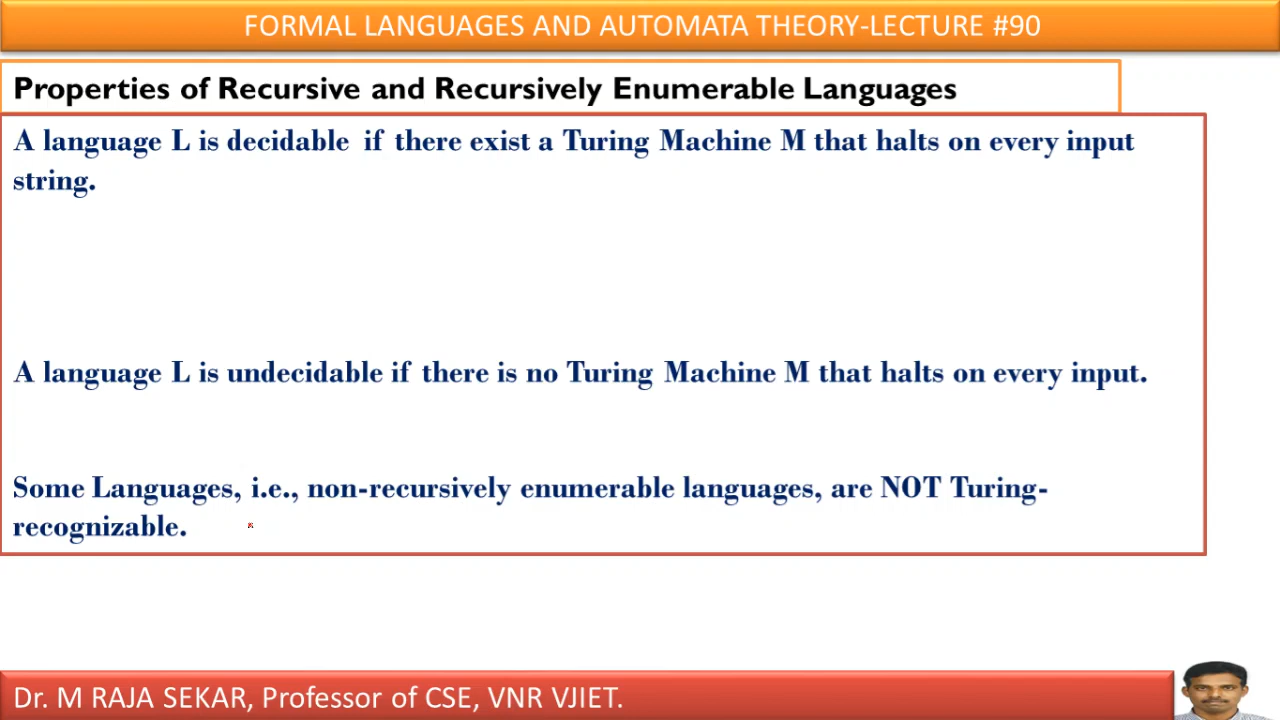 FORMAL LANGUAGES AND AUTOMATA THEORY-LECTURE #90
Properties of Recursive and Recursively Enumerable Languages
A language L is decidable if there exist a Turing Machine M that halts on every input
string.
A language L is undecidable if there is no Turing Machine M that halts on every input.
Some Languages, i.e., non-recursively enumerable languages, are NOT Turing-
recognizable.
Dr. M RAJA SEKAR, Professor of CSE, VNR VJIET.